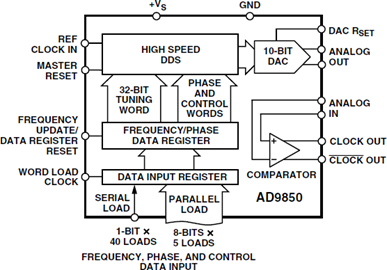 +VS
GND
REF
CLOCK IN
MASTER
RESET
HIGH SPEED
DDS
10-BIT
DAC
DAC RSET
ANALOG
OUT
32-BIT
TUNING
WORD
PHASE
AND
CONTROL
WORDS
ANALOG
IN
FREQUENCY
UPDATE/
DATA REGISTER
RESET
FREQUENCY/PHASE
DATA REGISTER
CLOCK OUT
CLOCK OUT
COMPARATOR
WORD LOAD
CLOCK
DATA INPUT REGISTER
SERIAL
LOAD
PARALLEL
LOAD
AD9850
1-BIT ×
40 LOADS
8-BITS ×
5 LOADS
FREQUENCY, PHASE, AND CONTROL
DATA INPUT